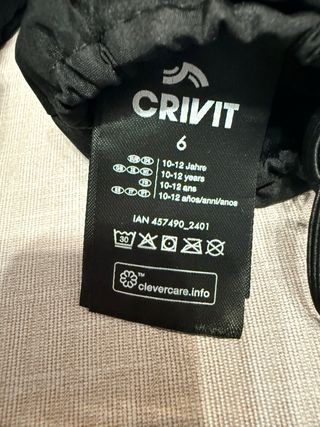 CRIVIT
6
10-12 Jahre
10-12 years
10-12 ans
10-12 años/anni/anos
IAN 457490_2401
30
™
clevercare.info